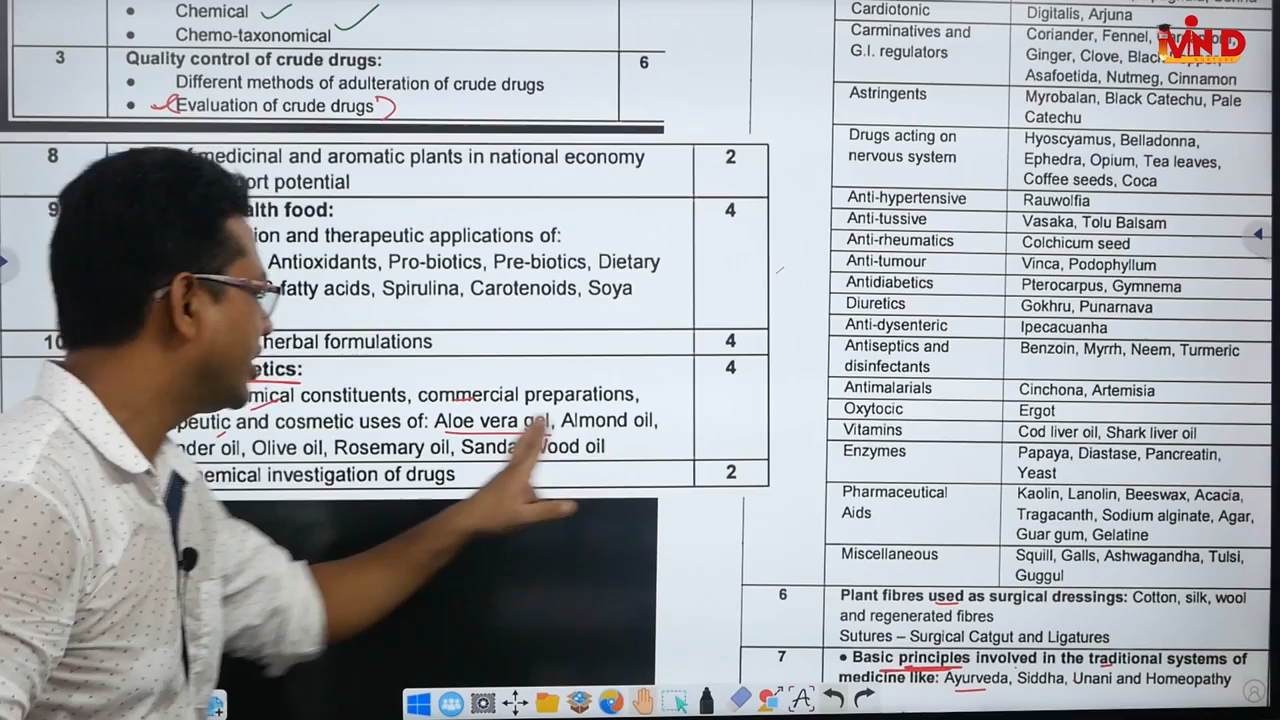 Chemical
Chemo-taxonomical
3
Quality control of crude drugs:
6
Different methods of adulteration of crude drugs
Evaluation of crude drugs
8
medicinal and aromatic plants in national economy
2
potential
9
food:
4
and therapeutic applications of:
Antioxidants, Pro-biotics, Pre-biotics, Dietary
fatty acids, Spirulina, Carotenoids, Soya
10
herbal formulations
4
4
constituents, commercial preparations,
and cosmetic uses of: Aloe vera gel, Almond oil,
oil, Olive oil, Rosemary oil, Sandal wood oil
investigation of drugs
2
Cardiotonic
Digitalis, Arjuna
Carminatives and
G.I. regulators
Coriander, Fennel,
Ginger, Clove,
Asafoetida, Nutmeg, Cinnamon
Astringents
Myrobalan, Black Catechu, Pale
Catechu
Drugs acting on
nervous system
Hyoscyamus, Belladonna,
Ephedra, Opium, Tea leaves,
Coffee seeds, Coca
Anti-hypertensive
Rauwolfia
Anti-tussive
Vasaka, Tolu Balsam
Anti-rheumatics
Colchicum seed
Anti-tumour
Vinca, Podophyllum
Antidiabetics
Pterocarpus, Gymnema
Diuretics
Gokhru, Punarnava
Anti-dysenteric
Ipecacuanha
Antiseptics and
disinfectants
Benzoin, Myrrh, Neem, Turmeric
Antimalarials
Cinchona, Artemisia
Oxytocic
Ergot
Vitamins
Cod liver oil, Shark liver oil
Enzymes
Papaya, Diastase, Pancreatin,
Yeast
Pharmaceutical
Aids
Kaolin, Lanolin, Beeswax, Acacia,
Tragacanth, Sodium alginate, Agar,
Guar gum, Gelatine
Miscellaneous
Squill, Galls, Ashwagandha, Tulsi,
Guggul
6
Plant fibres used as surgical dressings: Cotton, silk, wool
and regenerated fibres
Sutures – Surgical Catgut and Ligatures
7
• Basic principles involved in the traditional systems of
medicine like: Ayurveda, Siddha, Unani and Homeopathy